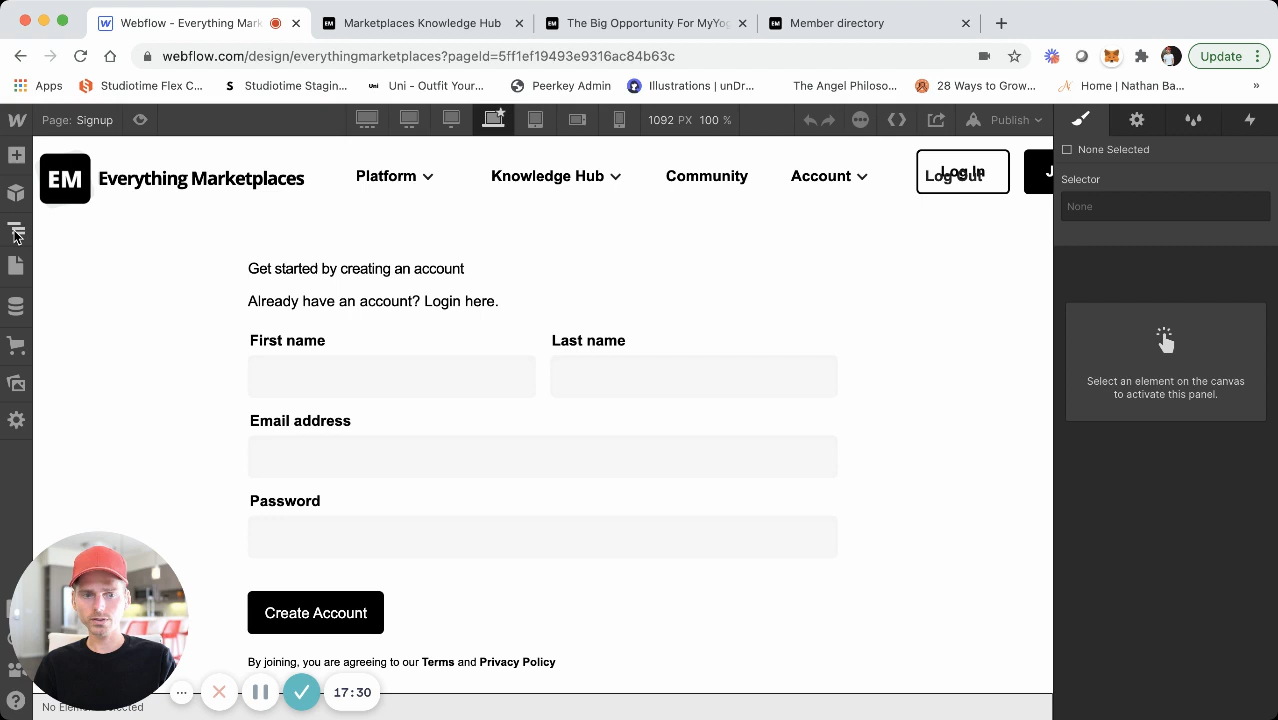 Webflow - Everything Mark
Marketplaces Knowledge Hub
The Big Opportunity For MyYog
Member directory
webflow.com/design/everythingmarketplaces?pageId=5ff1ef19493e9316ac84b63c
Update
Apps
Studiotime Flex C...
Studiotime Stagin...
Uni - Outfit Your...
Peerkey Admin
Illustrations | unDr...
The Angel Philoso...
28 Ways to Grow...
Home | Nathan Ba...
»
Page: Signup
1092 PX 100 %
Publish
None Selected
Selector
None
Select an element on the canvas
to activate this panel.
EM Everything Marketplaces
Platform
Knowledge Hub
Community
Account
Log In
Log Out
J
Get started by creating an account
Already have an account? Login here.
First name
Last name
Email address
Password
Create Account
By joining, you are agreeing to our Terms and Privacy Policy
17:30